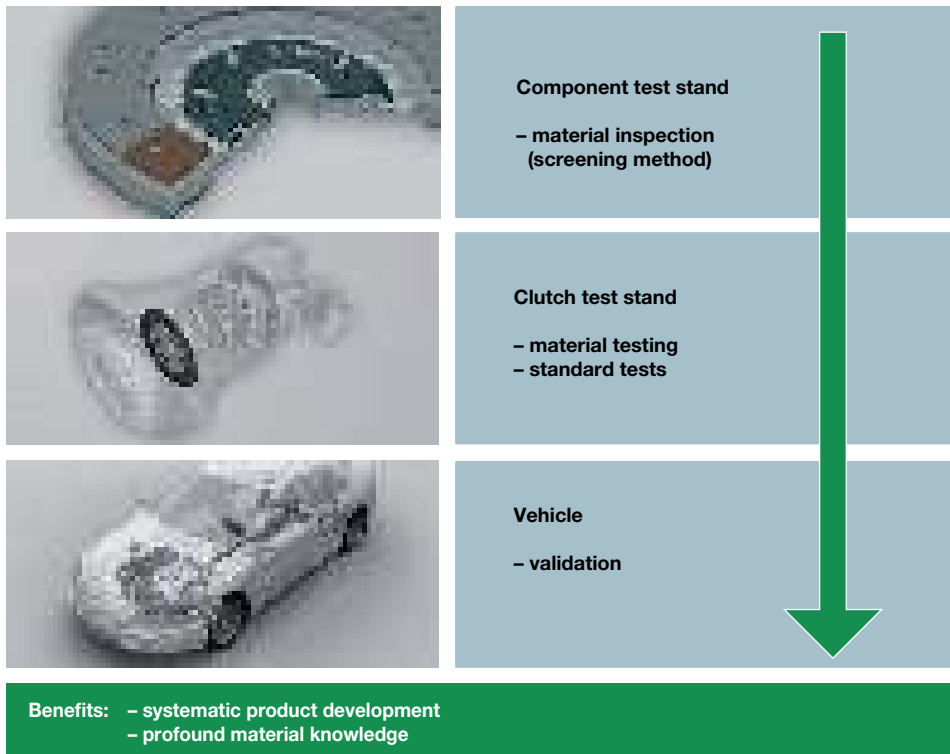 Component test stand
– material inspection
(screening method)
Clutch test stand
– material testing
– standard tests
Vehicle
– validation
Benefits: – systematic product development
– profound material knowledge